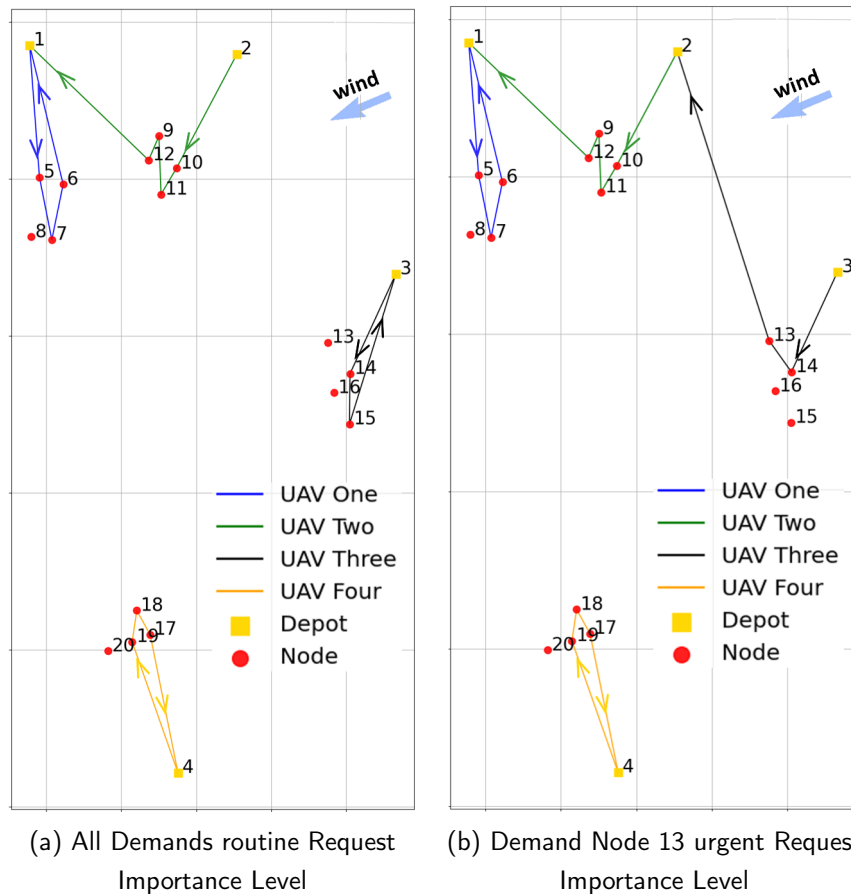 1
2
wind
9
12
10
5
6
11
8
7
3
13
14
16
15
UAV One
UAV Two
UAV Three
UAV Four
Depot
Node
18
17
20
19
4
1
2
wind
9
12
10
5
6
11
8
7
3
13
14
16
15
UAV One
UAV Two
UAV Three
UAV Four
Depot
Node
18
17
20
19
4
(a) All Demands routine Request
Importance Level
(b) Demand Node 13 urgent Reques
Importance Level